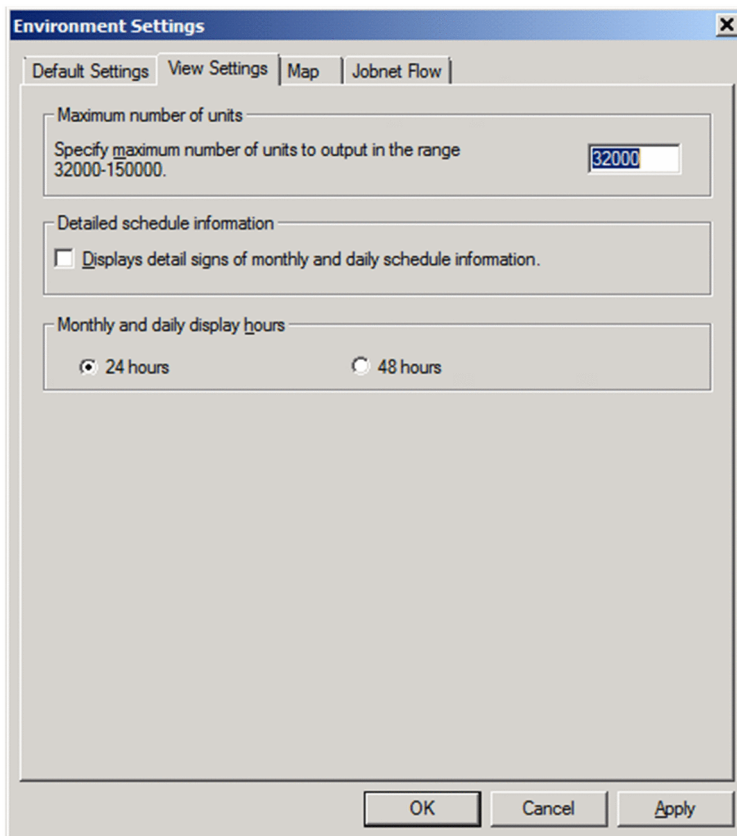 Environment Settings
Default Settings View Settings Map Jobnet Flow
Maximum number of units
Specify maximum number of units to output in the range
32000-150000.
32000
Detailed schedule information
Displays detail signs of monthly and daily schedule information.
Monthly and daily display hours
24 hours 48 hours
OK Cancel Apply